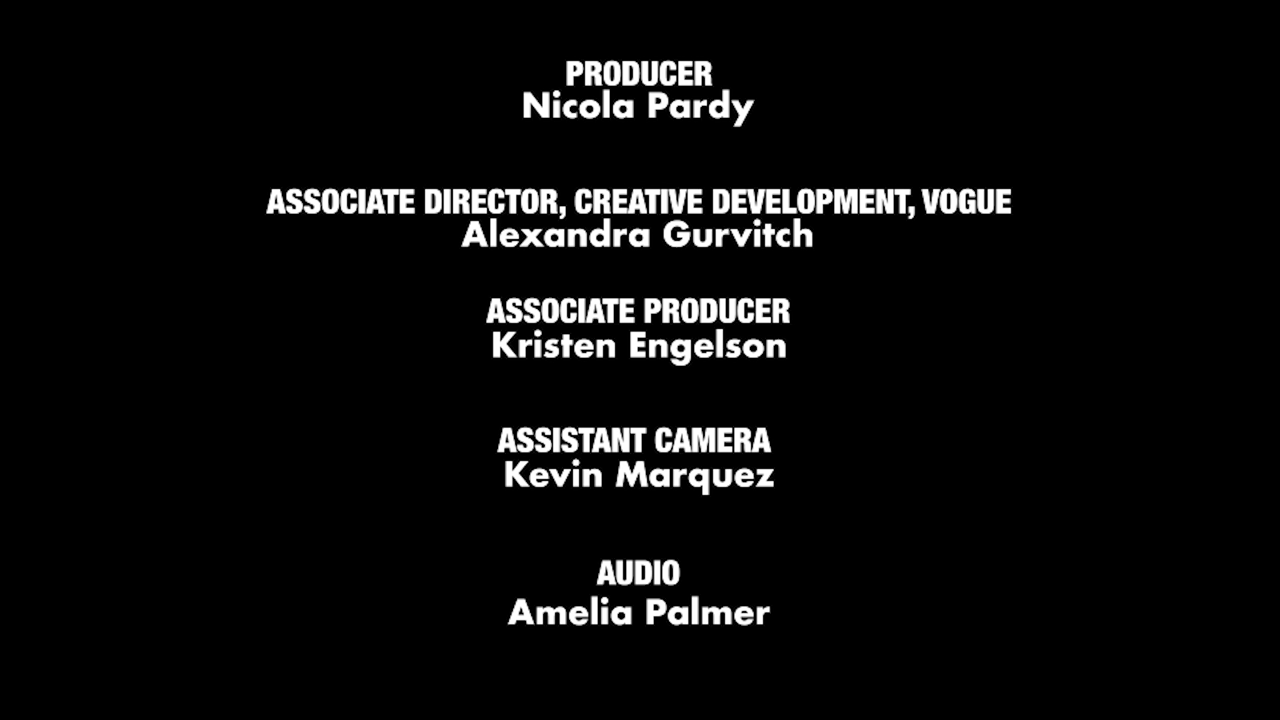 PRODUCER
Nicola Pardy
ASSOCIATE DIRECTOR, CREATIVE DEVELOPMENT, VOGUE
Alexandra Gurvitch
ASSOCIATE PRODUCER
Kristen Engelson
ASSISTANT CAMERA
Kevin Marquez
AUDIO
Amelia Palmer